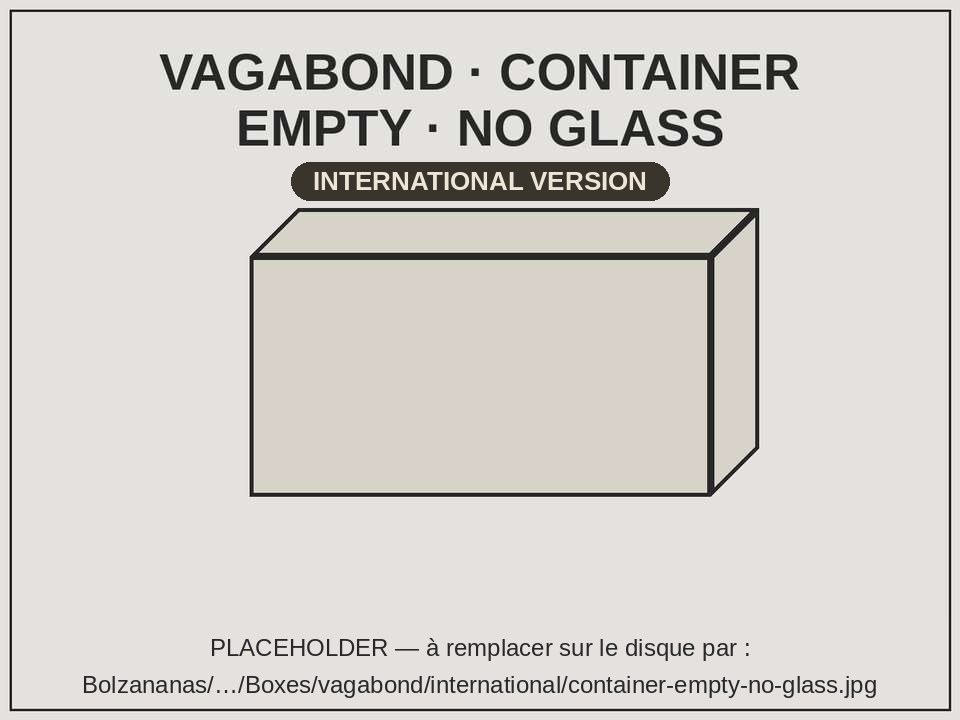 VAGABOND · CONTAINER
EMPTY · NO GLASS
INTERNATIONAL VERSION
PLACEHOLDER — à remplacer sur le disque par :
Bolzananas/…/Boxes/vagabond/international/container-empty-no-glass.jpg